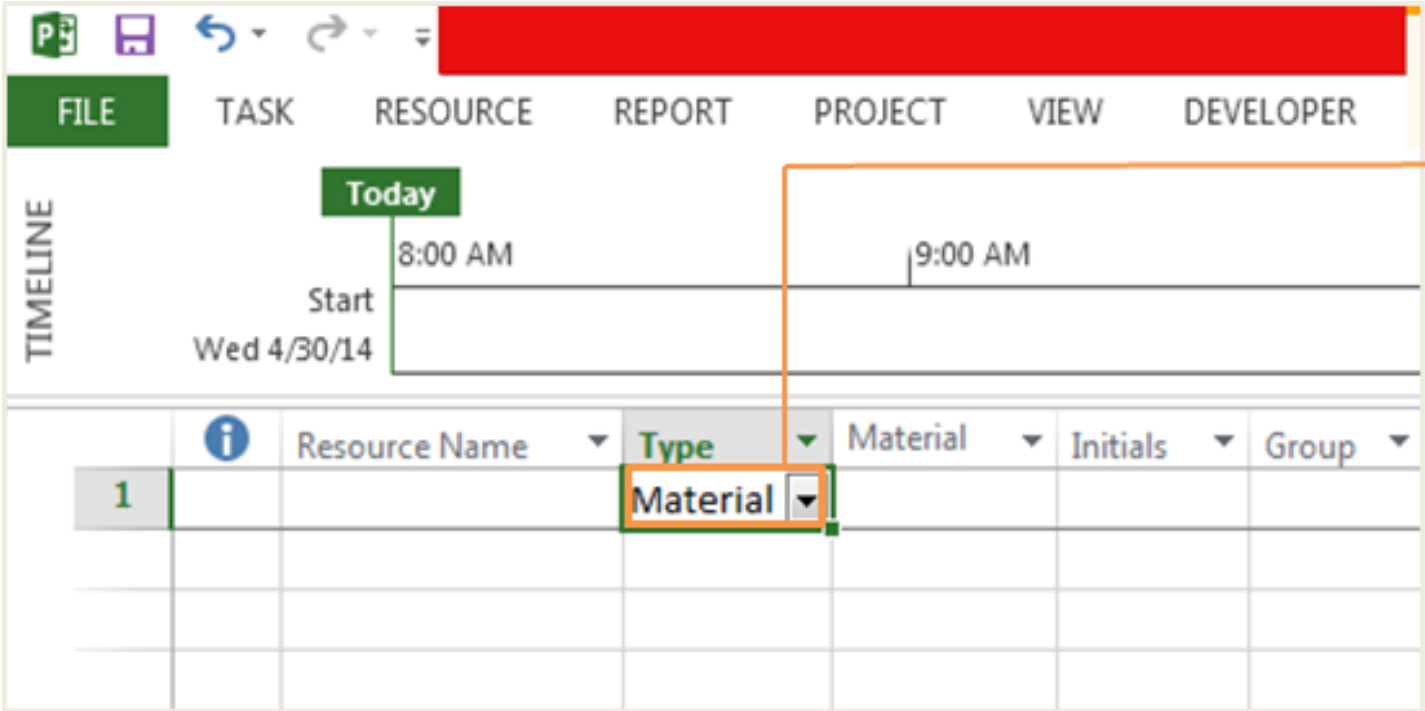 FILE TASK RESOURCE REPORT PROJECT VIEW DEVELOPER
TIMELINE
Today
8:00 AM 9:00 AM
Start
Wed 4/30/14
Resource Name Type Material Initials Group
1 Material